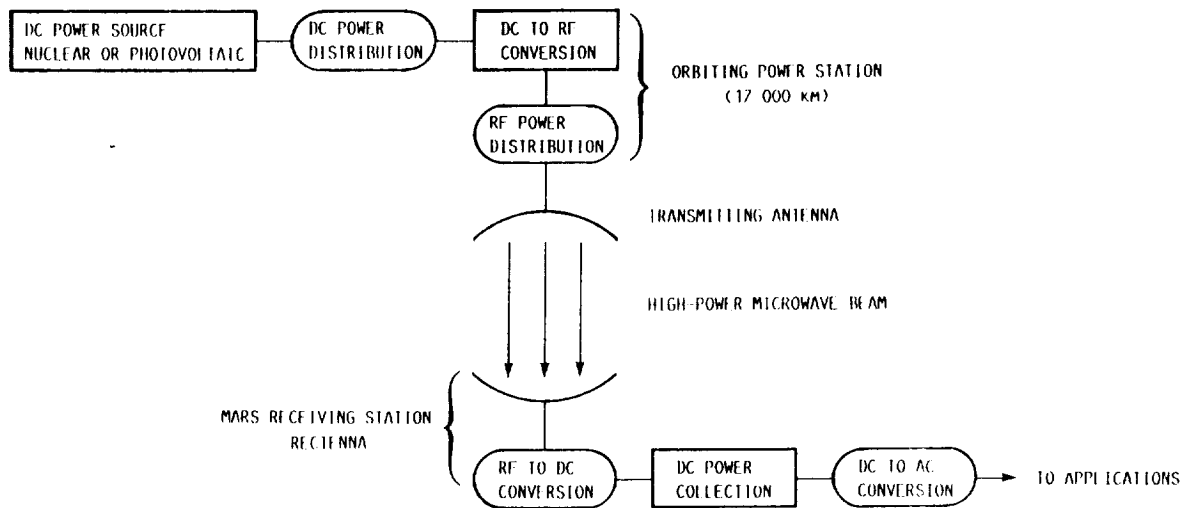 DC POWER SOURCE
NUCLEAR OR PHOTOVOLTAIC
DC POWER
DISTRIBUTION
DC TO RF
CONVERSION
ORBITING POWER STATION
(17 000 KM)
RF POWER
DISTRIBUTION
TRANSMITTING ANTENNA
HIGH-POWER MICROWAVE BEAM
MARS RECEIVING STATION
RECTENNA
RF TO DC
CONVERSION
DC POWER
COLLECTION
DC TO AC
CONVERSION
TO APPLICATIONS